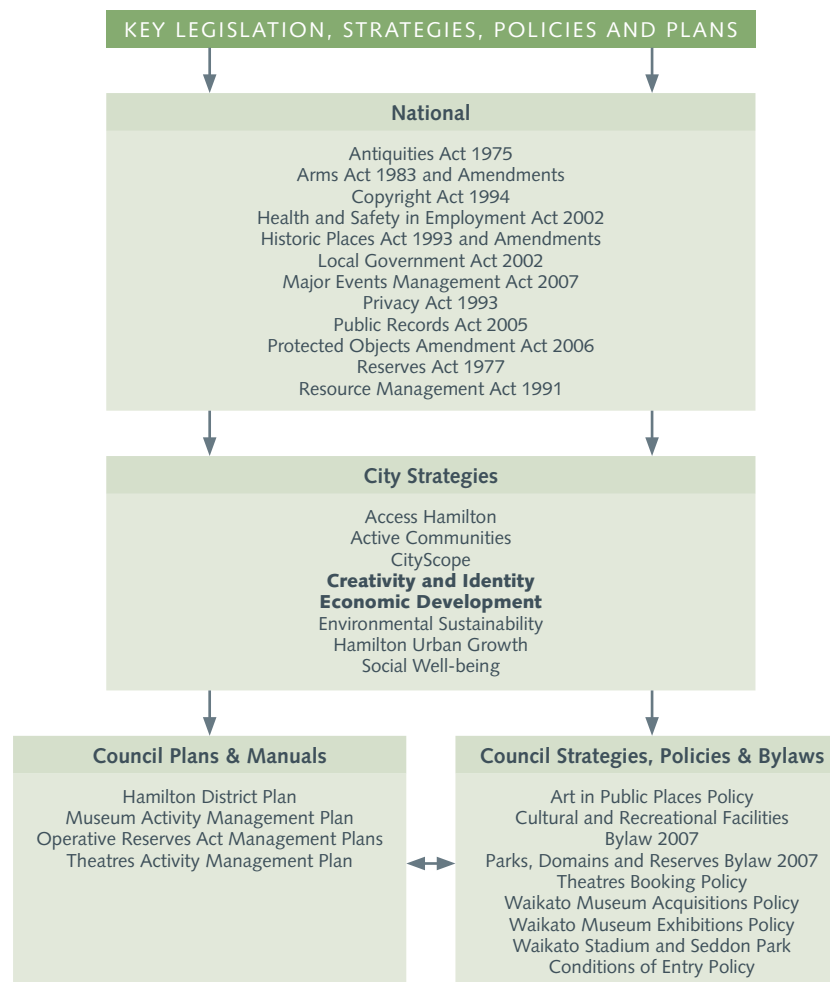 KEY LEGISLATION, STRATEGIES, POLICIES AND PLANS
National
Antiquities Act 1975
Arms Act 1983 and Amendments
Copyright Act 1994
Health and Safety in Employment Act 2002
Historic Places Act 1993 and Amendments
Local Government Act 2002
Major Events Management Act 2007
Privacy Act 1993
Public Records Act 2005
Protected Objects Amendment Act 2006
Reserves Act 1977
Resource Management Act 1991
City Strategies
Access Hamilton
Active Communities
CityScope
Creativity and Identity
Economic Development
Environmental Sustainability
Hamilton Urban Growth
Social Well-being
Council Plans & Manuals
Hamilton District Plan
Museum Activity Management Plan
Operative Reserves Act Management Plans
Theatres Activity Management Plan
Council Strategies, Policies & Bylaws
Art in Public Places Policy
Cultural and Recreational Facilities
Bylaw 2007
Parks, Domains and Reserves Bylaw 2007
Theatres Booking Policy
Waikato Museum Acquisitions Policy
Waikato Museum Exhibitions Policy
Waikato Stadium and Seddon Park
Conditions of Entry Policy